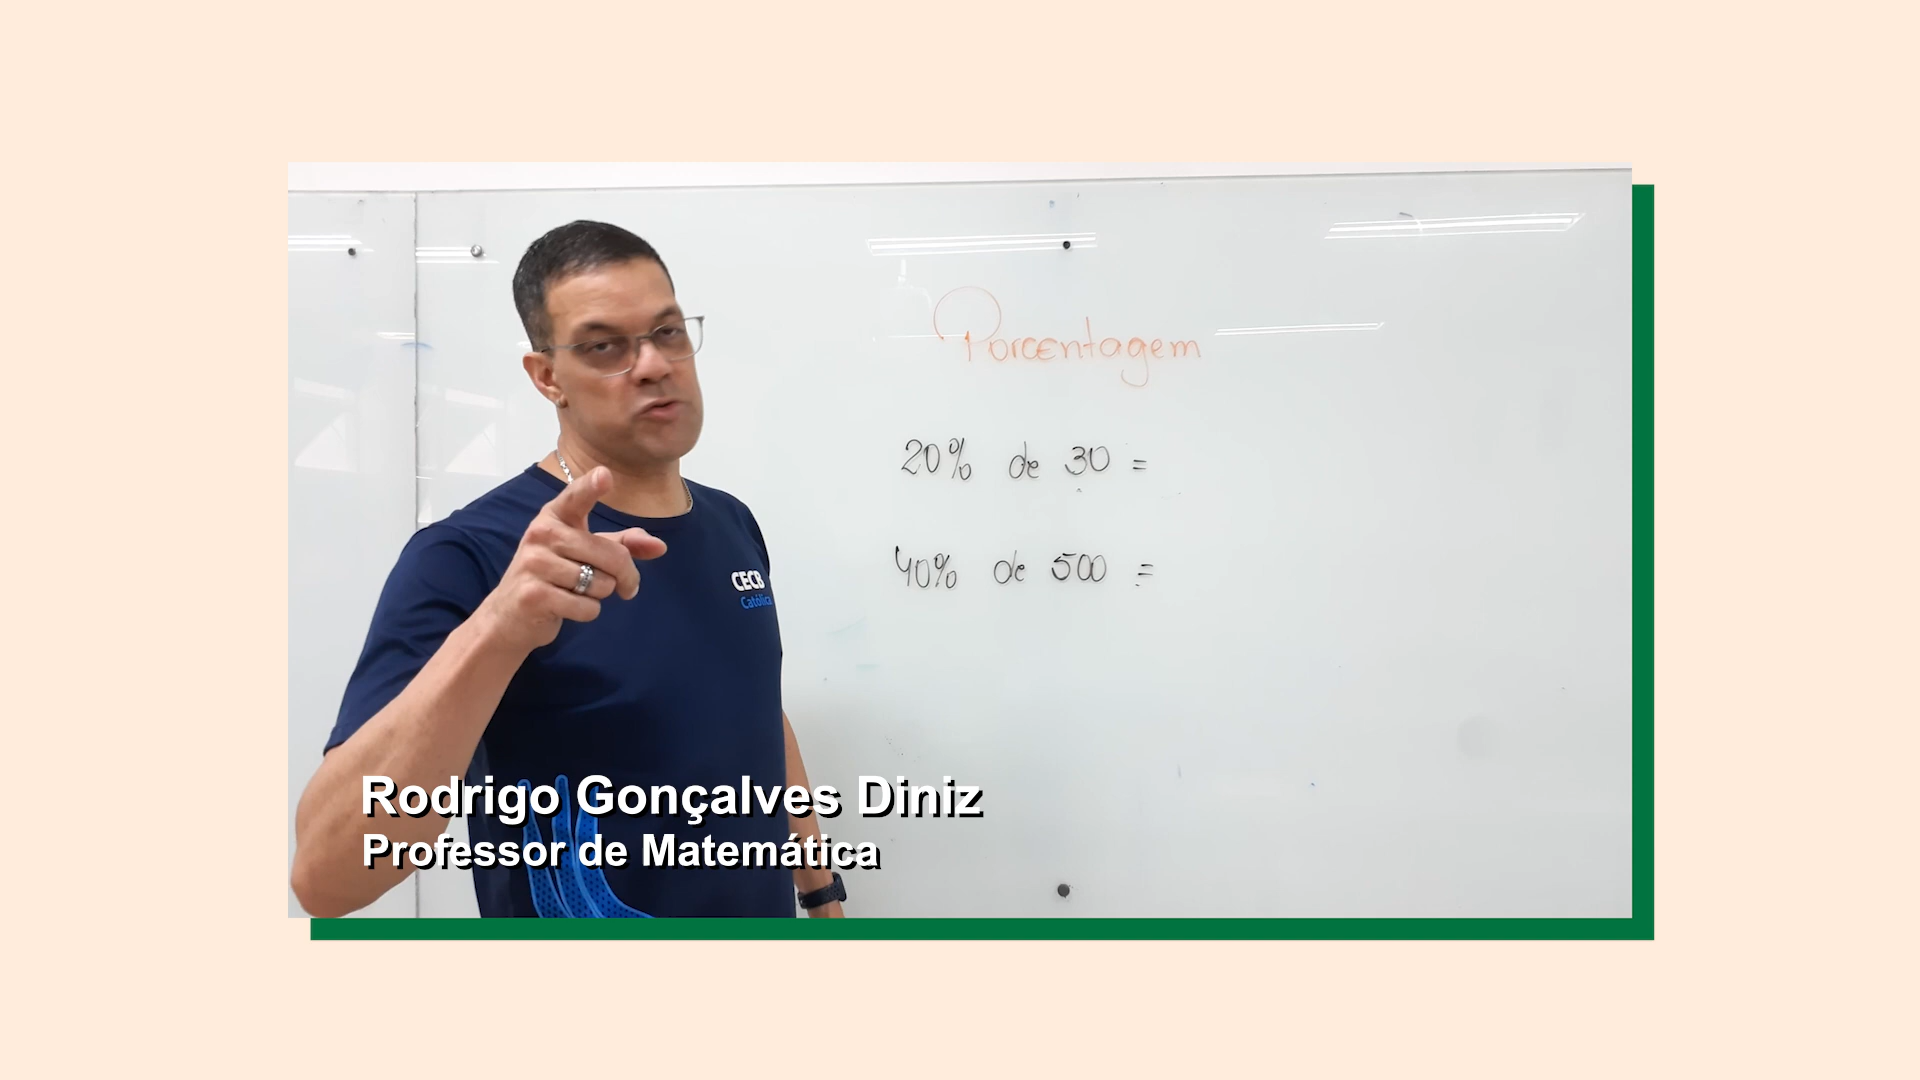 Porcentagem
20% de 30 =
40% de 500 =
CECB
Católica
Rodrigo Gonçalves Diniz
Professor de Matemática